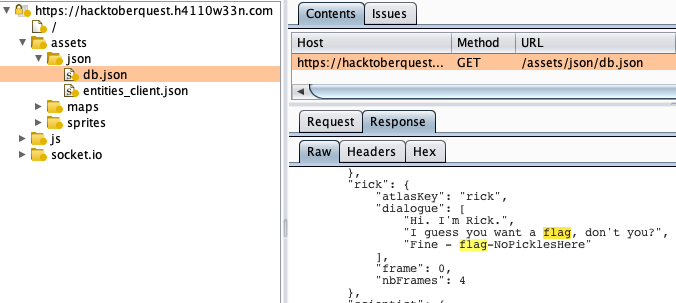 https://hacktoberquest.h4110w33n.com
/
assets
json
db.json
entities_client.json
maps
sprites
js
socket.io
Contents Issues
Host Method URL
https://hacktoberquest... GET /assets/json/db.json
Request Response
Raw Headers Hex
},
"rick": {
"atlasKey": "rick",
"dialogue": [
"Hi. I'm Rick.",
"I guess you want a flag, don't you?",
"Fine - flag-NoPicklesHere"
],
"frame": 0,
"nbFrames": 4
},